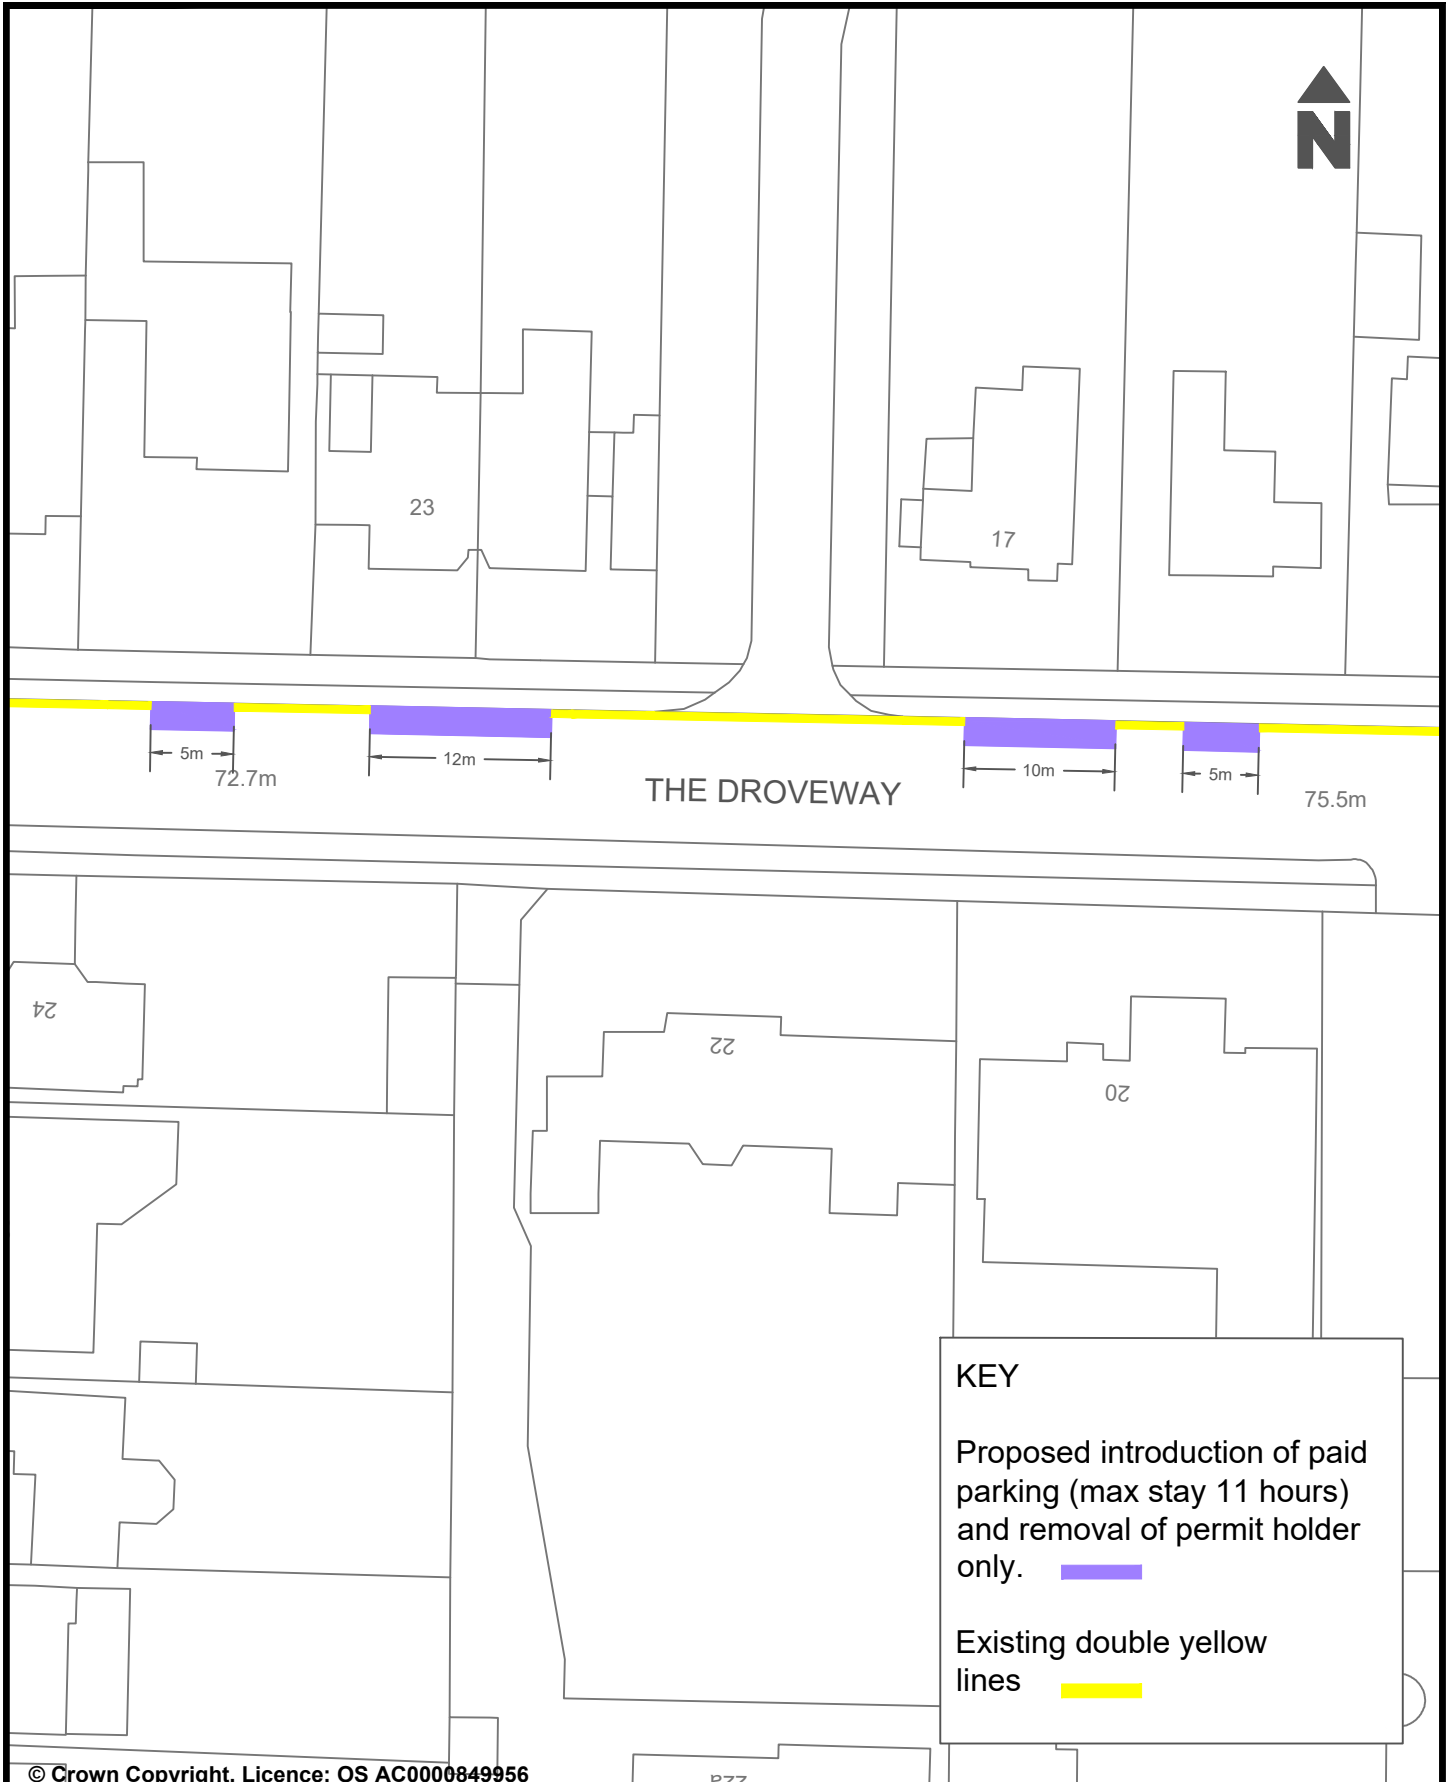 N
23
17
5m
12m
10m
5m
72.7m
THE DROVEWAY
75.5m
24
22
20
KEY
Proposed introduction of paid
parking (max stay 11 hours)
and removal of permit holder
only.
Existing double yellow
lines
© Crown Copyright. Licence: OS AC0000849956
22a